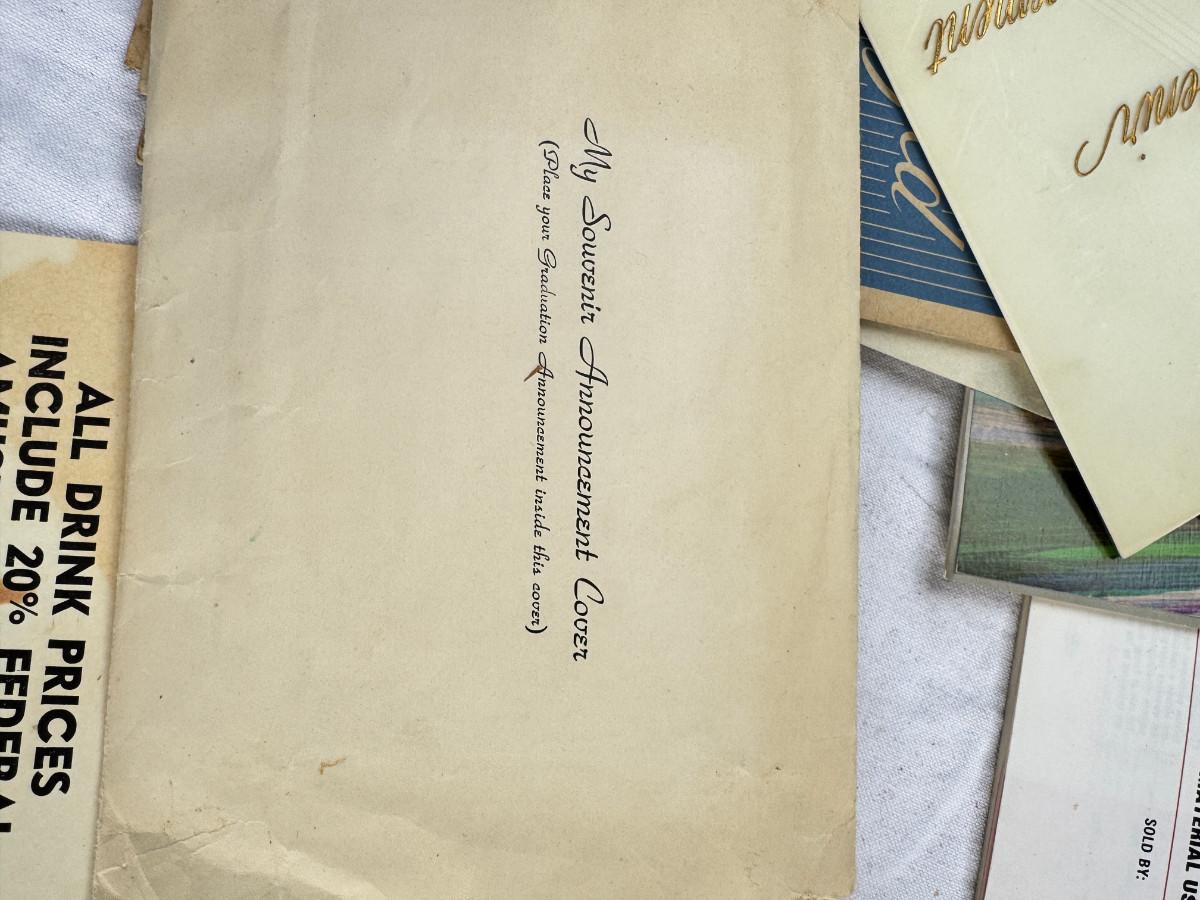 My Souvenir Announcement Cover
(Place your Graduation Announcement inside this cover)
ALL DRINK PRICES
INCLUDE 20% FEDERAL
SOLD BY: